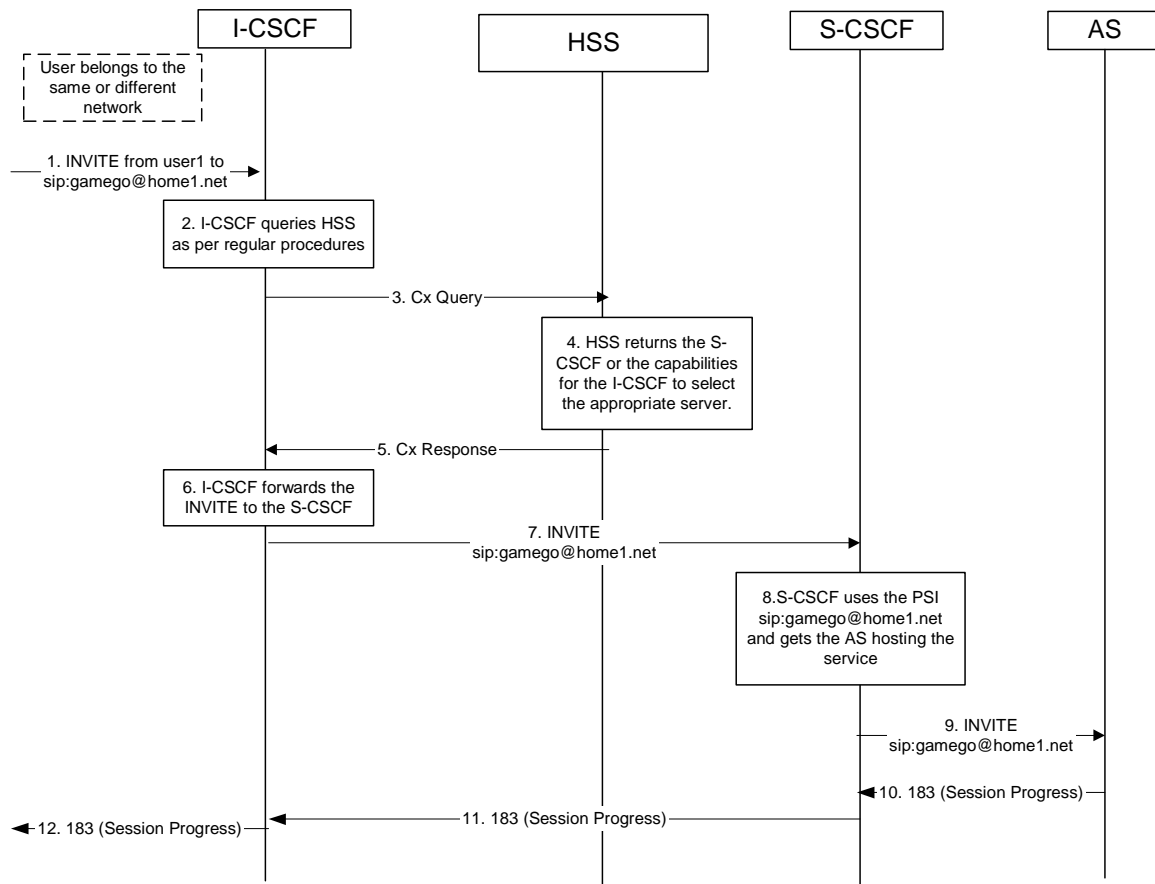 I-CSCF
HSS
S-CSCF
AS
User belongs to the
same or different
network
1. INVITE from user1 to
sip:gamego@home1.net
2. I-CSCF queries HSS
as per regular procedures
3. Cx Query
4. HSS returns the S-
CSCF or the capabilities
for the I-CSCF to select
the appropriate server.
5. Cx Response
6. I-CSCF forwards the
INVITE to the S-CSCF
7. INVITE
sip:gamego@home1.net
8.S-CSCF uses the PSI
sip:gamego@home1.net
and gets the AS hosting the
service
9. INVITE
sip:gamego@home1.net
10. 183 (Session Progress)
11. 183 (Session Progress)
12. 183 (Session Progress)